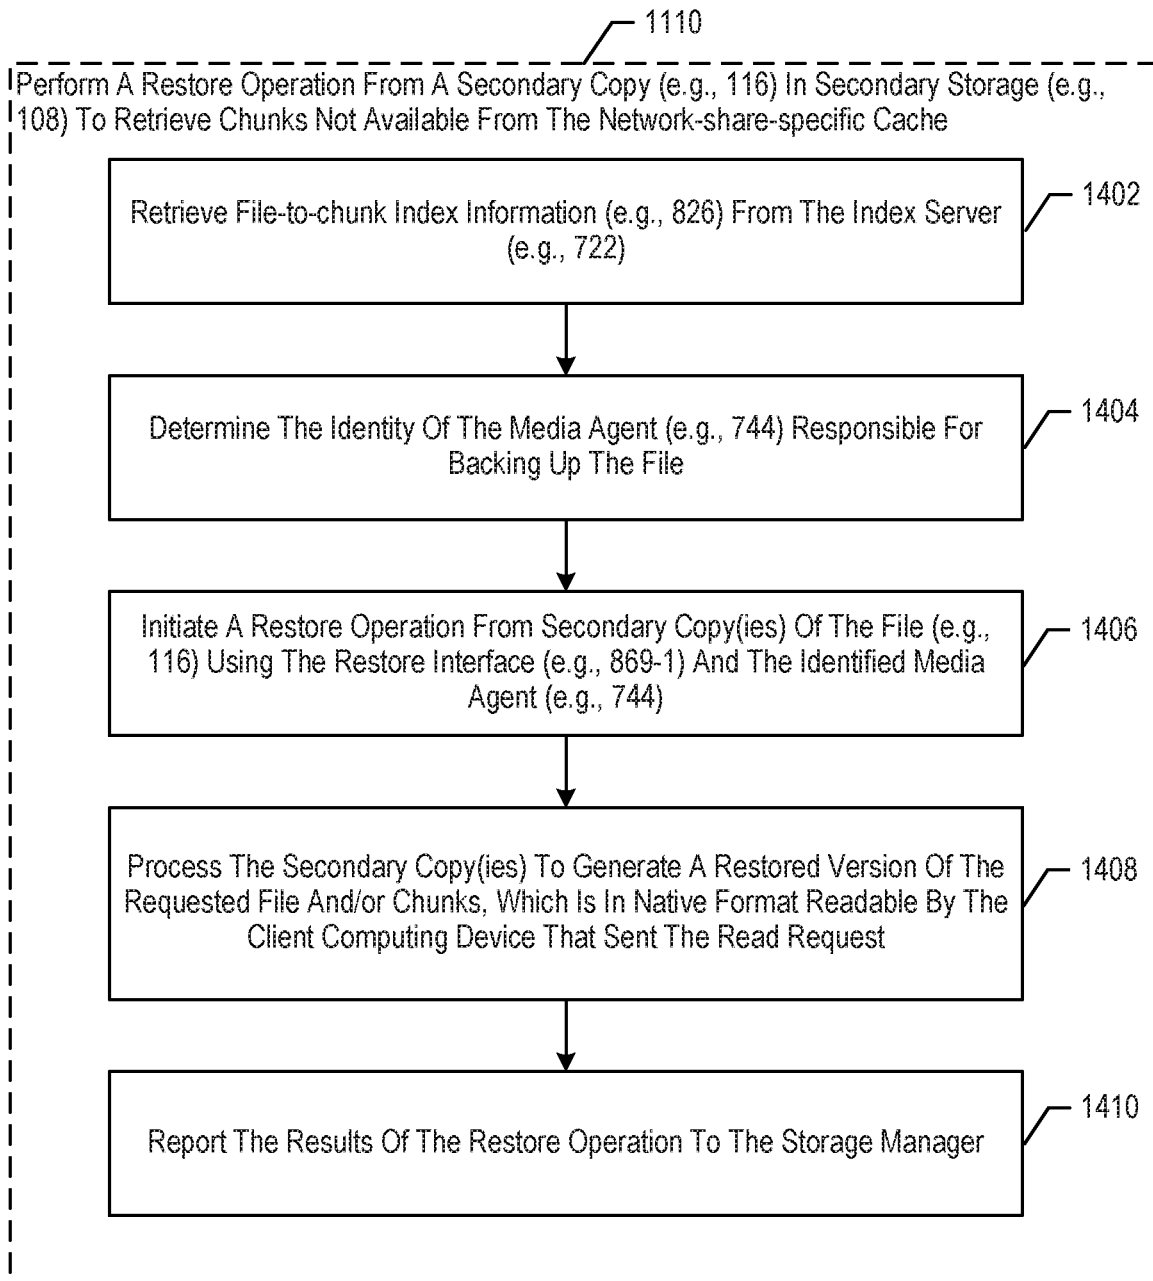 1110
Perform A Restore Operation From A Secondary Copy (e.g., 116) In Secondary Storage (e.g.,
108) To Retrieve Chunks Not Available From The Network-share-specific Cache
1402
Retrieve File-to-chunk Index Information (e.g., 826) From The Index Server
(e.g., 722)
1404
Determine The Identity Of The Media Agent (e.g., 744) Responsible For
Backing Up The File
1406
Initiate A Restore Operation From Secondary Copy(ies) Of The File (e.g.,
116) Using The Restore Interface (e.g., 869-1) And The Identified Media
Agent (e.g., 744)
1408
Process The Secondary Copy(ies) To Generate A Restored Version Of The
Requested File And/or Chunks, Which Is In Native Format Readable By The
Client Computing Device That Sent The Read Request
1410
Report The Results Of The Restore Operation To The Storage Manager